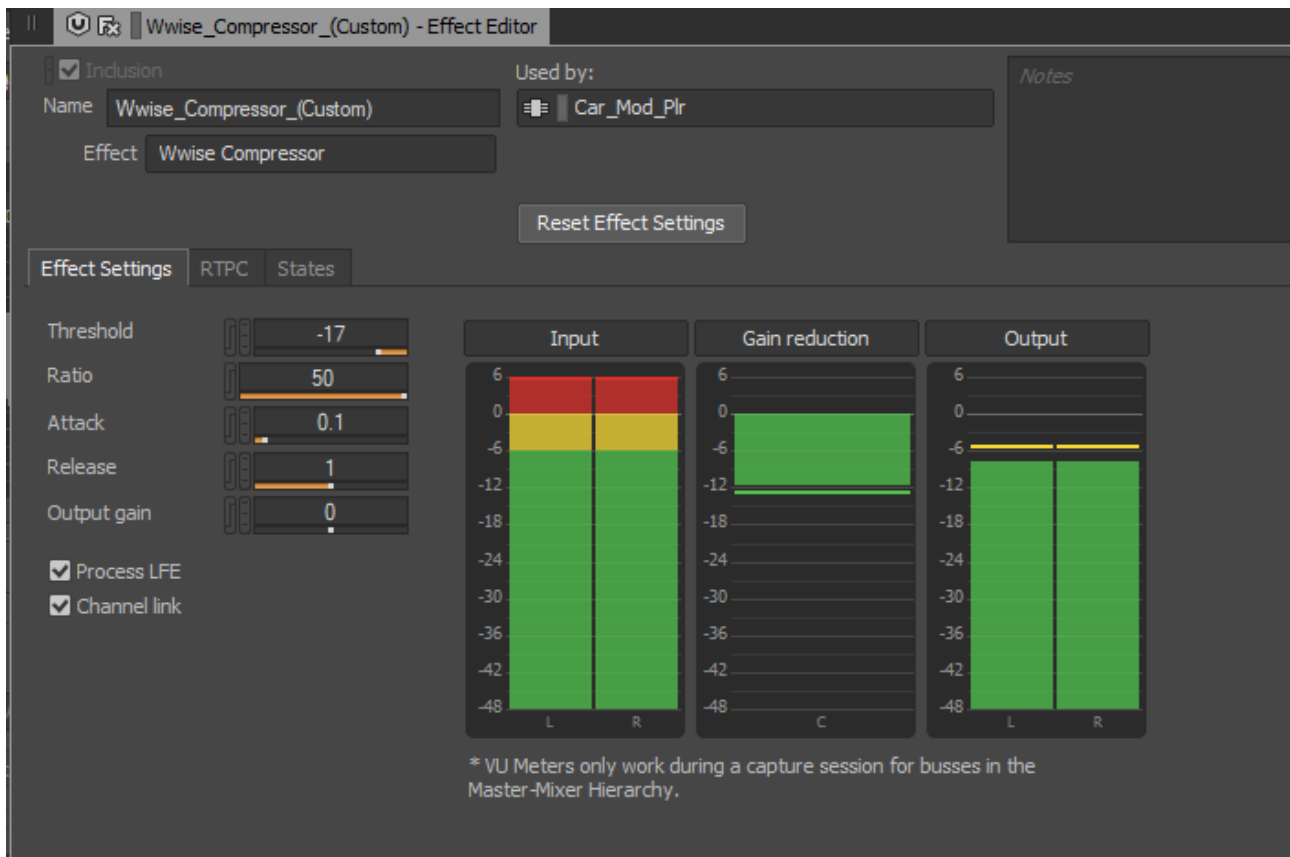 Wwise_Compressor_(Custom) - Effect Editor
Inclusion
Used by:
Notes
Name Wwise_Compressor_(Custom)
Car_Mod_Plr
Effect Wwise Compressor
Reset Effect Settings
Effect Settings RTPC States
Threshold -17
Ratio 50
Attack 0.1
Release 1
Output gain 0
Process LFE
Channel link
Input
6
0
-6
-12
-18
-24
-30
-36
-42
-48
L R
Gain reduction
6
0
-6
-12
-18
-24
-30
-36
-42
-48
C
Output
6
0
-6
-12
-18
-24
-30
-36
-42
-48
L R
* VU Meters only work during a capture session for busses in the
Master-Mixer Hierarchy.